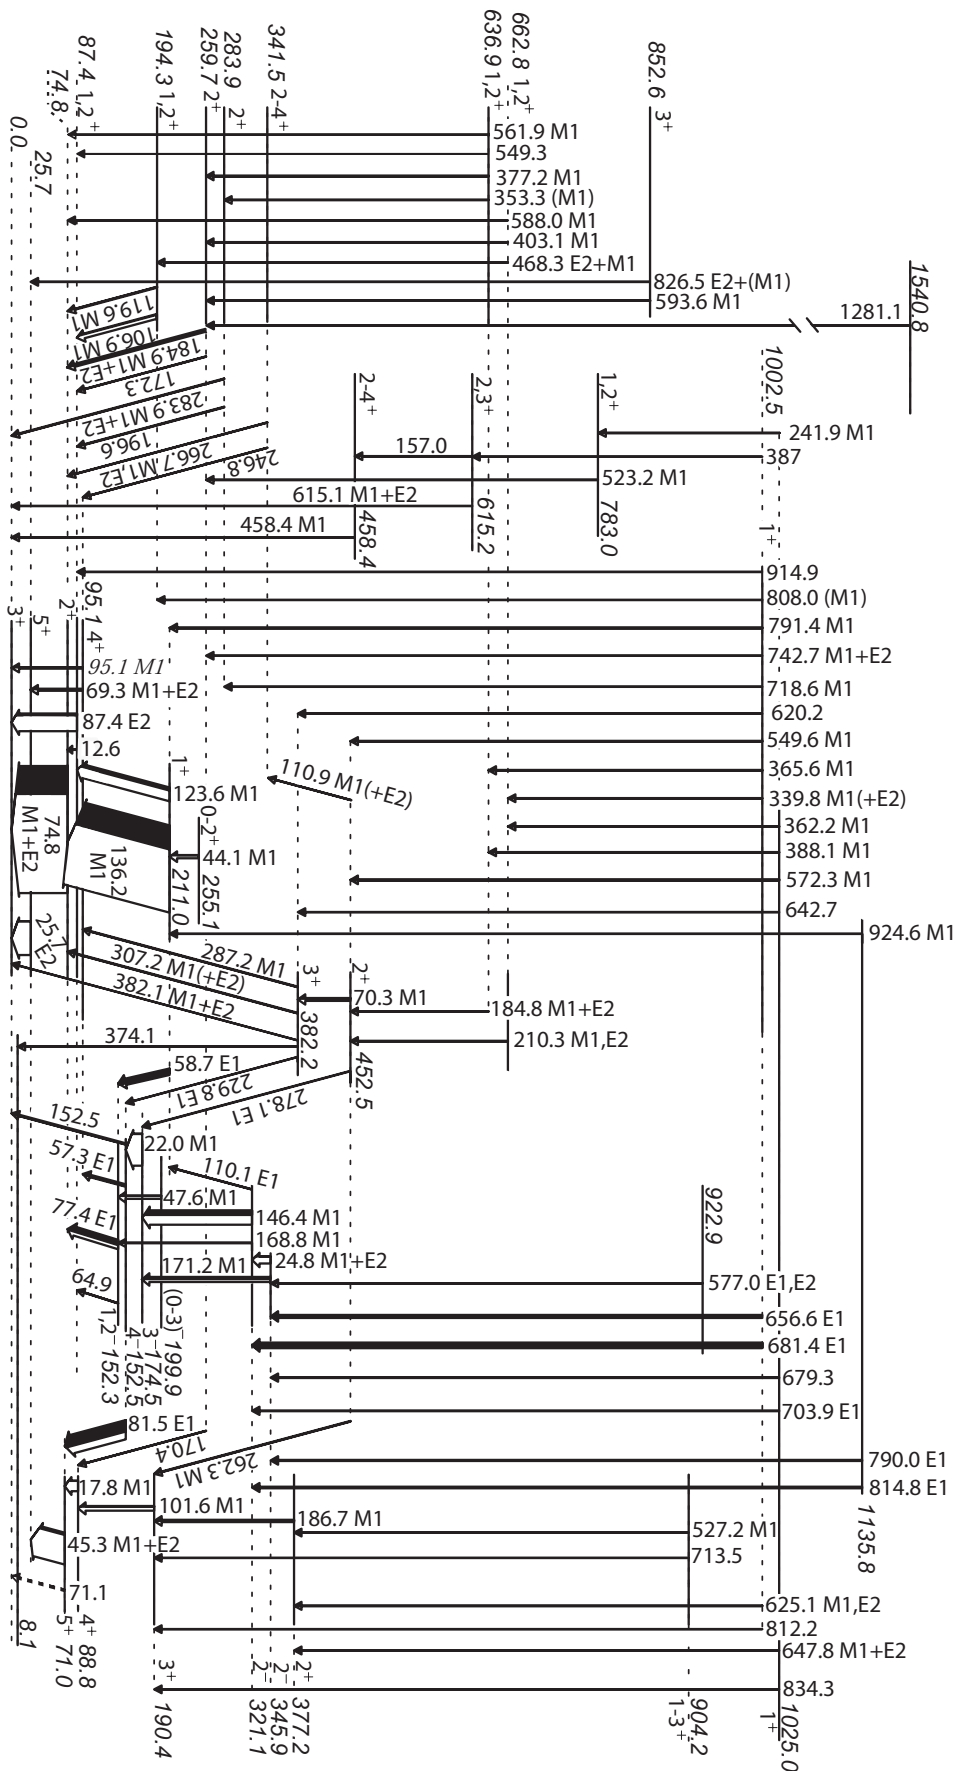 852.6 3+
662.8 1,2+
636.9 1,2+
341.5 2-4+
283.9 2+
259.7 2+
194.3 1,2+
87.4 1,2+
74.8
25.7
0.0
561.9 M1
549.3
377.2 M1
353.3 (M1)
588.0 M1
403.1 M1
468.3 E2+M1
826.5 E2+(M1)
593.6 M1
1281.1
1540.8
119.6 M1
106.9 M1
184.9 M1+E2
172.3
283.9 M1+E2
196.6
266.7 M1,E2
246.8
1002.5
1+
2-4+
2,3+
1,2+
241.9 M1
157.0
387
523.2 M1
615.1 M1+E2
458.4 M1
458.4
615.2
783.0
914.9
808.0 (M1)
791.4 M1
742.7 M1+E2
718.6 M1
620.2
549.6 M1
365.6 M1
339.8 M1(+E2)
362.2 M1
388.1 M1
572.3 M1
642.7
924.6 M1
95.1 4+
2+
5+
3+
95.1 M1
69.3 M1+E2
87.4 E2
12.6
1+
123.6 M1
110.9 M1(+E2)
0-2+
44.1 M1
74.8
M1+E2
136.2
M1
211.0
255.1
25.7
E2
287.2 M1
307.2 M1(+E2)
382.1 M1+E2
3+
2+
70.3 M1
184.8 M1+E2
210.3 M1,E2
374.1
382.2
452.5
58.7 E1
229.8 E1
278.1 E1
152.5
22.0 M1
57.3 E1
110.1 E1
47.6 M1
146.4 M1
77.4 E1
168.8 M1
24.8 M1+E2
171.2 M1
64.9
922.9
577.0 E1,E2
656.6 E1
681.4 E1
679.3
703.9 E1
(0-3)- 199.9
3- 174.5
4- 152.5
1,2- 152.3
81.5 E1
170.4
262.3 M1
790.0 E1
17.8 M1
814.8 E1
101.6 M1
186.7 M1
527.2 M1
45.3 M1+E2
713.5
1135.8
71.1
625.1 M1,E2
812.2
647.8 M1+E2
834.3
8.1
5+ 71.0
4+ 88.8
3+ 190.4
2- 321.1
2- 345.9
2+ 377.2
904.2
1-3+
1025.0
1+